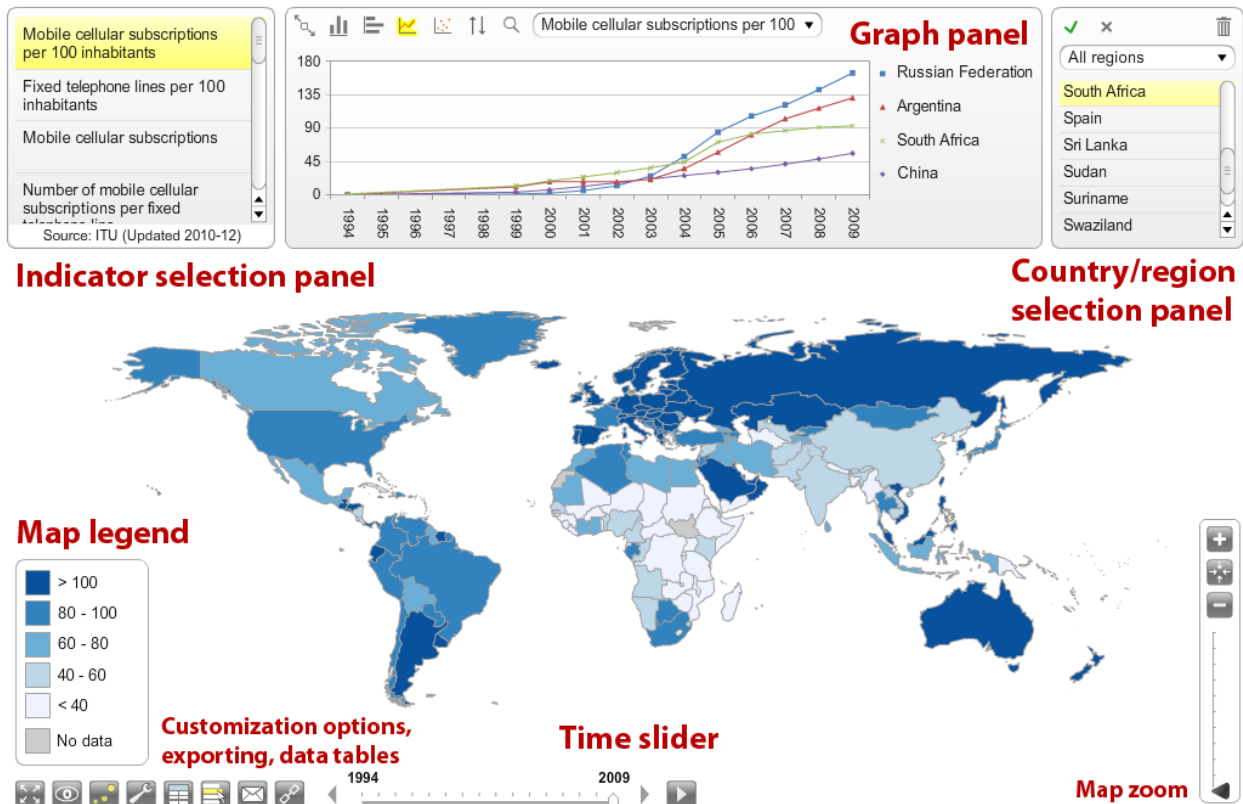 Mobile cellular subscriptions
per 100 inhabitants
Fixed telephone lines per 100
inhabitants
Mobile cellular subscriptions
Number of mobile cellular
subscriptions per fixed
telephone line
Source: ITU (Updated 2010-12)
Indicator selection panel
Mobile cellular subscriptions per 100
Graph panel
180
135
90
45
0
1994
1995
1996
1997
1998
1999
2000
2001
2002
2003
2004
2005
2006
2007
2008
2009
Russian Federation
Argentina
South Africa
China
All regions
South Africa
Spain
Sri Lanka
Sudan
Suriname
Swaziland
Country/region
selection panel
Map legend
> 100
80 - 100
60 - 80
40 - 60
< 40
No data
Customization options,
exporting, data tables
Time slider
1994
2009
Map zoom